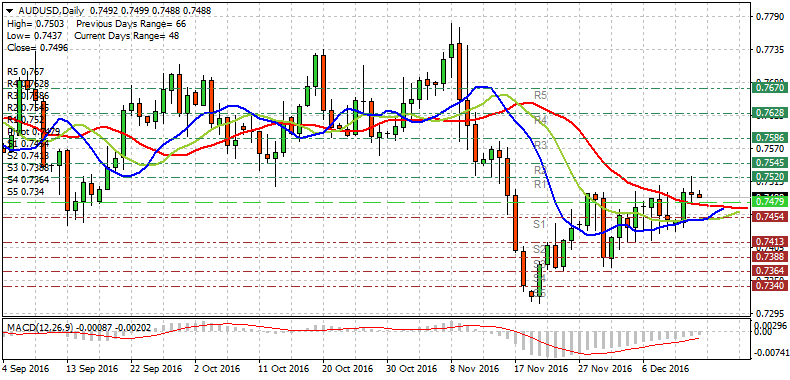 AUDUSD,Daily 0.7492 0.7499 0.7488 0.7488
High= 0.7503 Previous Days Range= 66
Low= 0.7437 Current Days Range= 48
Close= 0.7496
R5 0.767
R4 0.7628
R3 0.7586
R2 0.7545
R1 0.752
Pivot 0.7479
S1 0.7454
S2 0.7413
S3 0.7388
S4 0.7364
S5 0.734
R5
R4
R3
R2
R1
S1
S2
0.7790
0.7735
0.7670
0.7628
0.7586
0.7570
0.7545
0.7520
0.7479
0.7454
0.7413
0.7388
0.7364
0.7340
0.7295
MACD(12,26,9) -0.00087 -0.00202
0.00296
0.00
-0.00741
4 Sep 2016
13 Sep 2016
22 Sep 2016
2 Oct 2016
11 Oct 2016
20 Oct 2016
30 Oct 2016
8 Nov 2016
17 Nov 2016
27 Nov 2016
6 Dec 2016